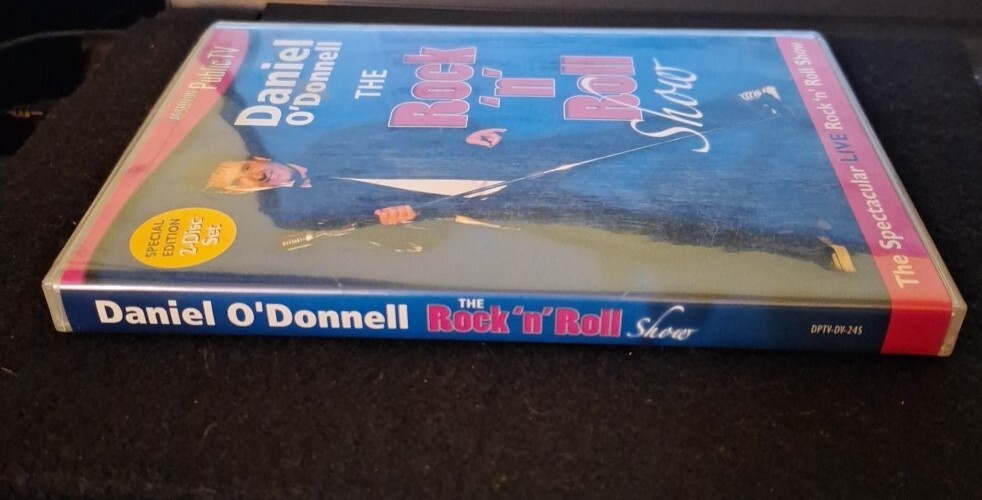 Public TV
Daniel
O'Donnell
THE
Rock
'n'
Roll
Show
SPECIAL
EDITION
2-Disc
Set
The Spectacular LIVE Rock 'n' Roll Show
Daniel O'Donnell THE Rock 'n' Roll Show DPTV-DV-245